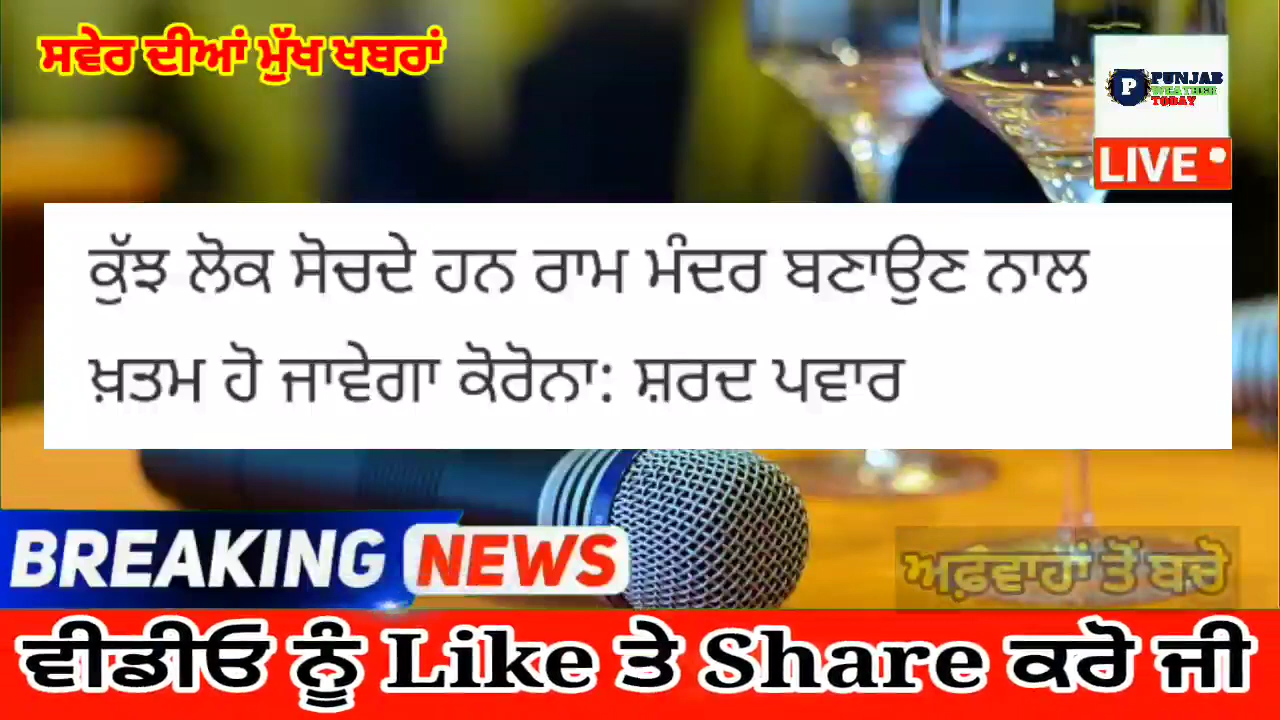 ਸਵੇਰ ਦੀਆਂ ਮੁੱਖ ਖਬਰਾਂ
P PUNJAB
WEATHER
TODAY
LIVE
ਕੁੱਝ ਲੋਕ ਸੋਚਦੇ ਹਨ ਰਾਮ ਮੰਦਰ ਬਣਾਉਣ ਨਾਲ
ਖ਼ਤਮ ਹੋ ਜਾਵੇਗਾ ਕੋਰੋਨਾ: ਸ਼ਰਦ ਪਵਾਰ
BREAKING NEWS
ਅਫ਼ਵਾਹਾਂ ਤੋਂ ਬਚੋ
ਵੀਡੀਓ ਨੂੰ Like ਤੇ Share ਕਰੋ ਜੀ